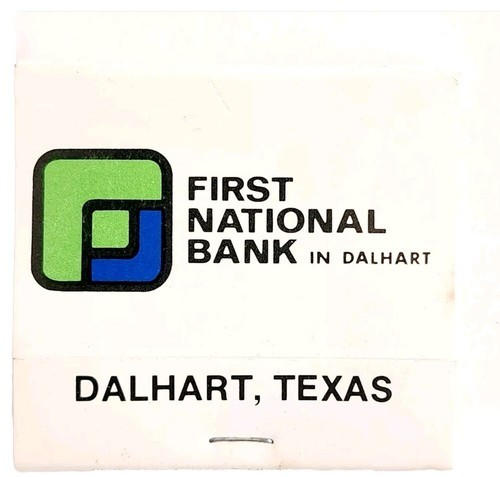 FIRST
NATIONAL
BANK IN DALHART
DALHART, TEXAS